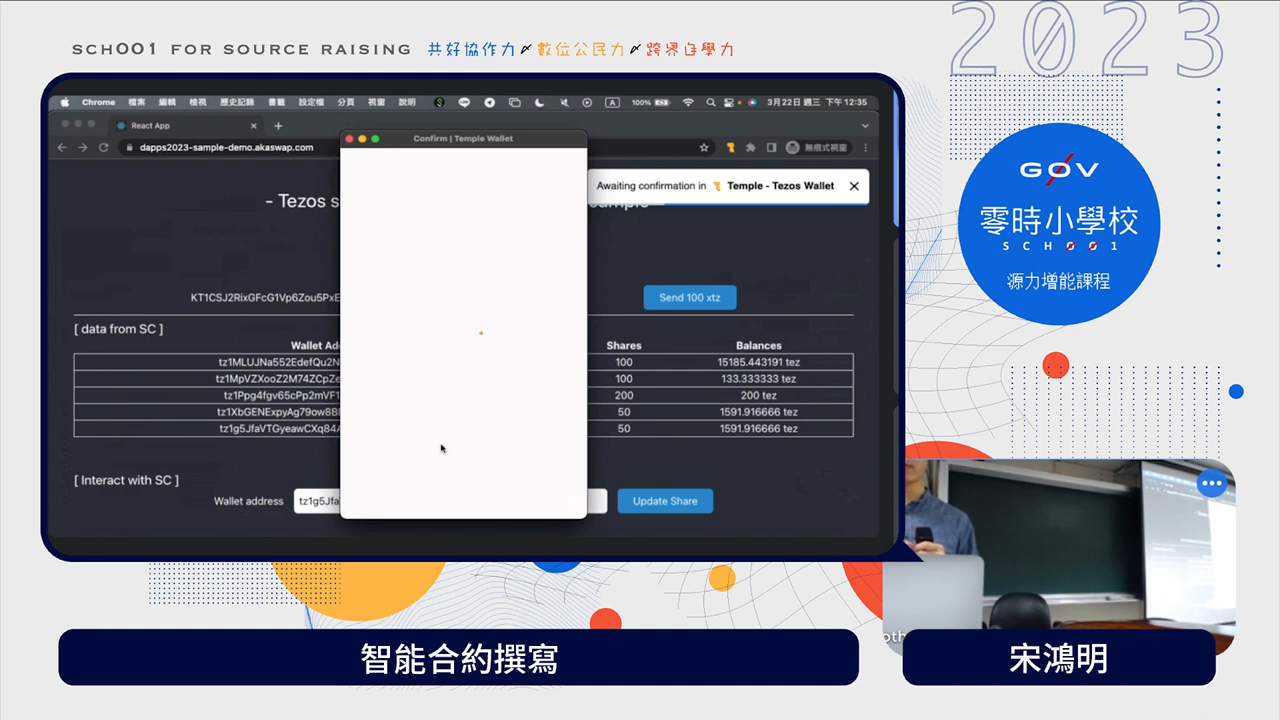 SCH001 FOR SOURCE RAISING 共好協作力 數位公民力 跨界自學力
2023
Chrome 檔案 編輯 檢視 歷史記錄 書籤 設定檔 分頁 視窗 說明 A 100% 3月22日 週三 下午12:35
React App
dapps2023-sample-demo.akaswap.com
無痕式視窗
Confirm | Temple Wallet
Awaiting confirmation in Temple - Tezos Wallet
- Tezos s
KT1CSJ2RixGFcG1Vp6Zou5PxE
Send 100 xtz
[ data from SC ]
Wallet Ad Shares Balances
tz1MLUJNa552EdefQu2N 100 15185.443191 tez
tz1MpVZXooZ2M74ZCpZe 100 133.333333 tez
tz1Ppg4fgv65cPp2mVF1 200 200 tez
tz1XbGENExpyAg79ow8B 50 1591.916666 tez
tz1g5JfaVTGyeawCXq84 50 1591.916666 tez
[ Interact with SC ]
Wallet address tz1g5Jfa Update Share
G0V
零時小學校
SCH001
源力增能課程
oth
智能合約撰寫
宋鴻明